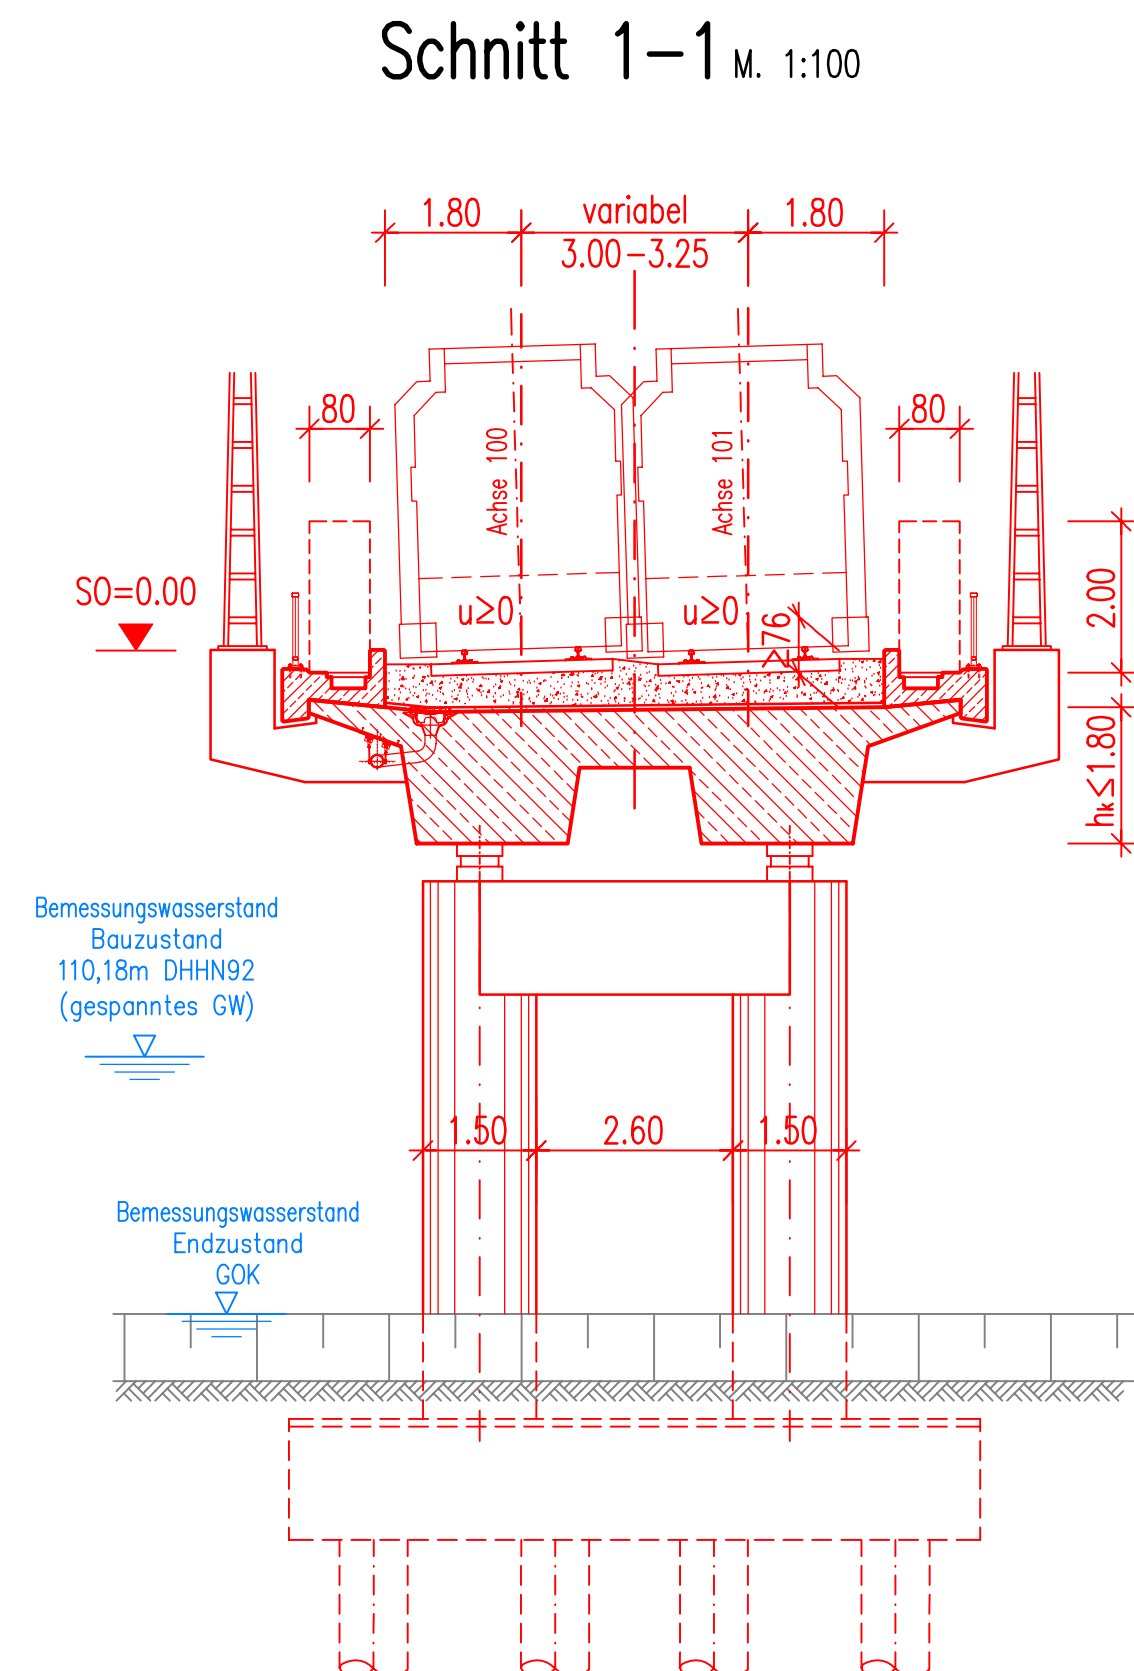 Schnitt 1-1 M. 1:100
1.80 variabel 1.80
3.00-3.25
80 80
Achse 100 Achse 101
SO=0.00
u≥0 u≥0 ≥76
2.00
hk≤1.80
Bemessungswasserstand
Bauzustand
110,18m DHHN92
(gespanntes GW)
1.50 2.60 1.50
Bemessungswasserstand
Endzustand
GOK